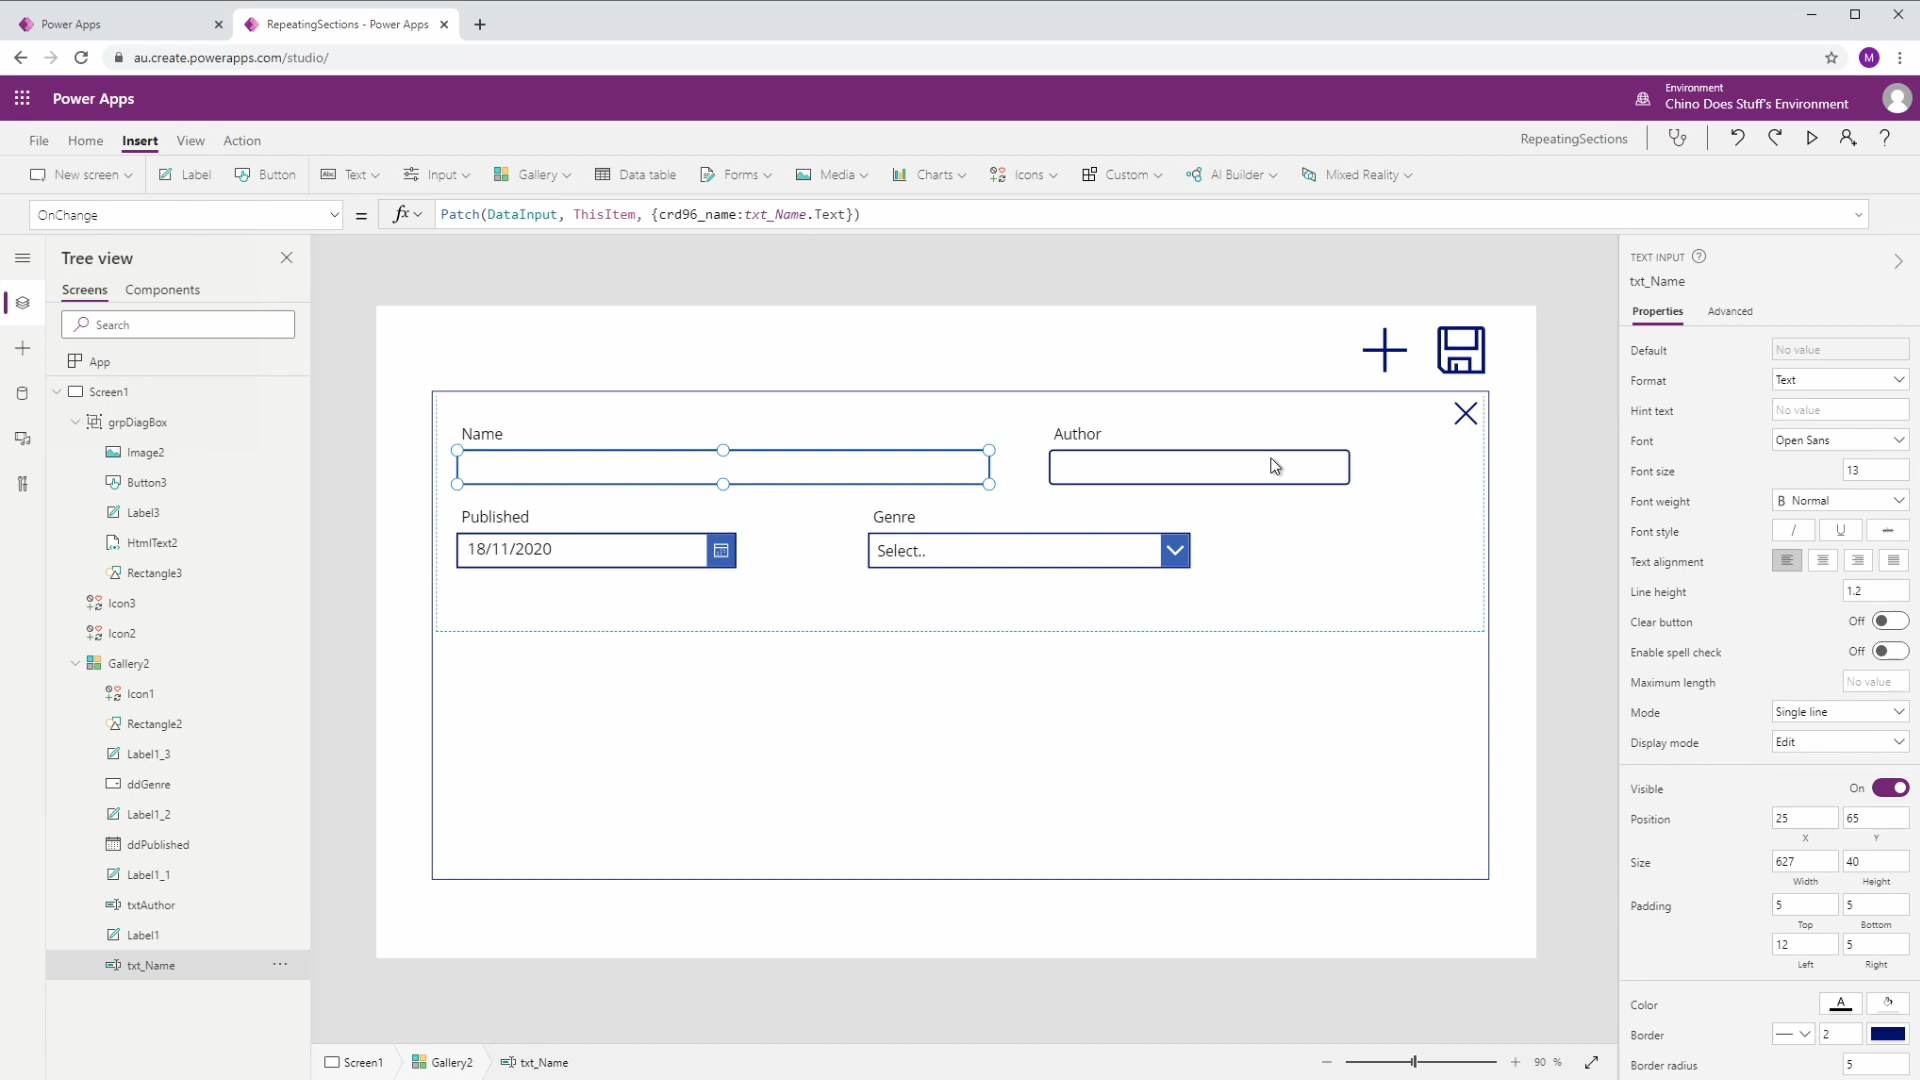 Power Apps
RepeatingSections - Power Apps
au.create.powerapps.com/studio/
M
Power Apps
Environment
Chino Does Stuff's Environment
File Home Insert View Action
RepeatingSections
New screen Label Button Text Input Gallery Data table Forms Media Charts Icons Custom AI Builder Mixed Reality
OnChange = fx Patch(DataInput, ThisItem, {crd96_name:txt_Name.Text})
Tree view
Screens Components
Search
App
Screen1
grpDiagBox
Image2
Button3
Label3
HtmlText2
Rectangle3
Icon3
Icon2
Gallery2
Icon1
Rectangle2
Label1_3
ddGenre
Label1_2
ddPublished
Label1_1
txtAuthor
Label1
txt_Name
Name
Author
Published
Genre
18/11/2020
Select..
Screen1 Gallery2 txt_Name
90 %
TEXT INPUT
txt_Name
Properties Advanced
Default No value
Format Text
Hint text No value
Font Open Sans
Font size 13
Font weight B Normal
Font style / U abc
Text alignment
Line height 1.2
Clear button Off
Enable spell check Off
Maximum length No value
Mode Single line
Display mode Edit
Visible On
Position 25 65
X Y
Size 627 40
Width Height
Padding 5 5
Top Bottom
12 5
Left Right
Color A
Border 2
Border radius 5